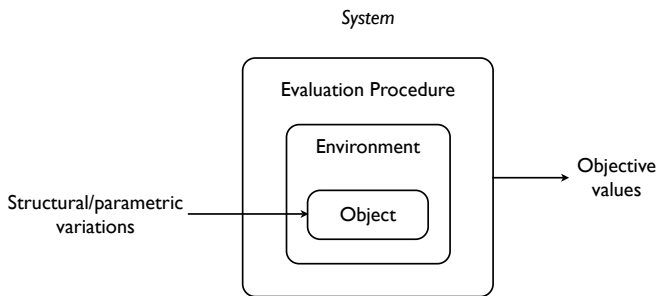 System
Evaluation Procedure
Environment
Object
Structural/parametric
variations
Objective
values